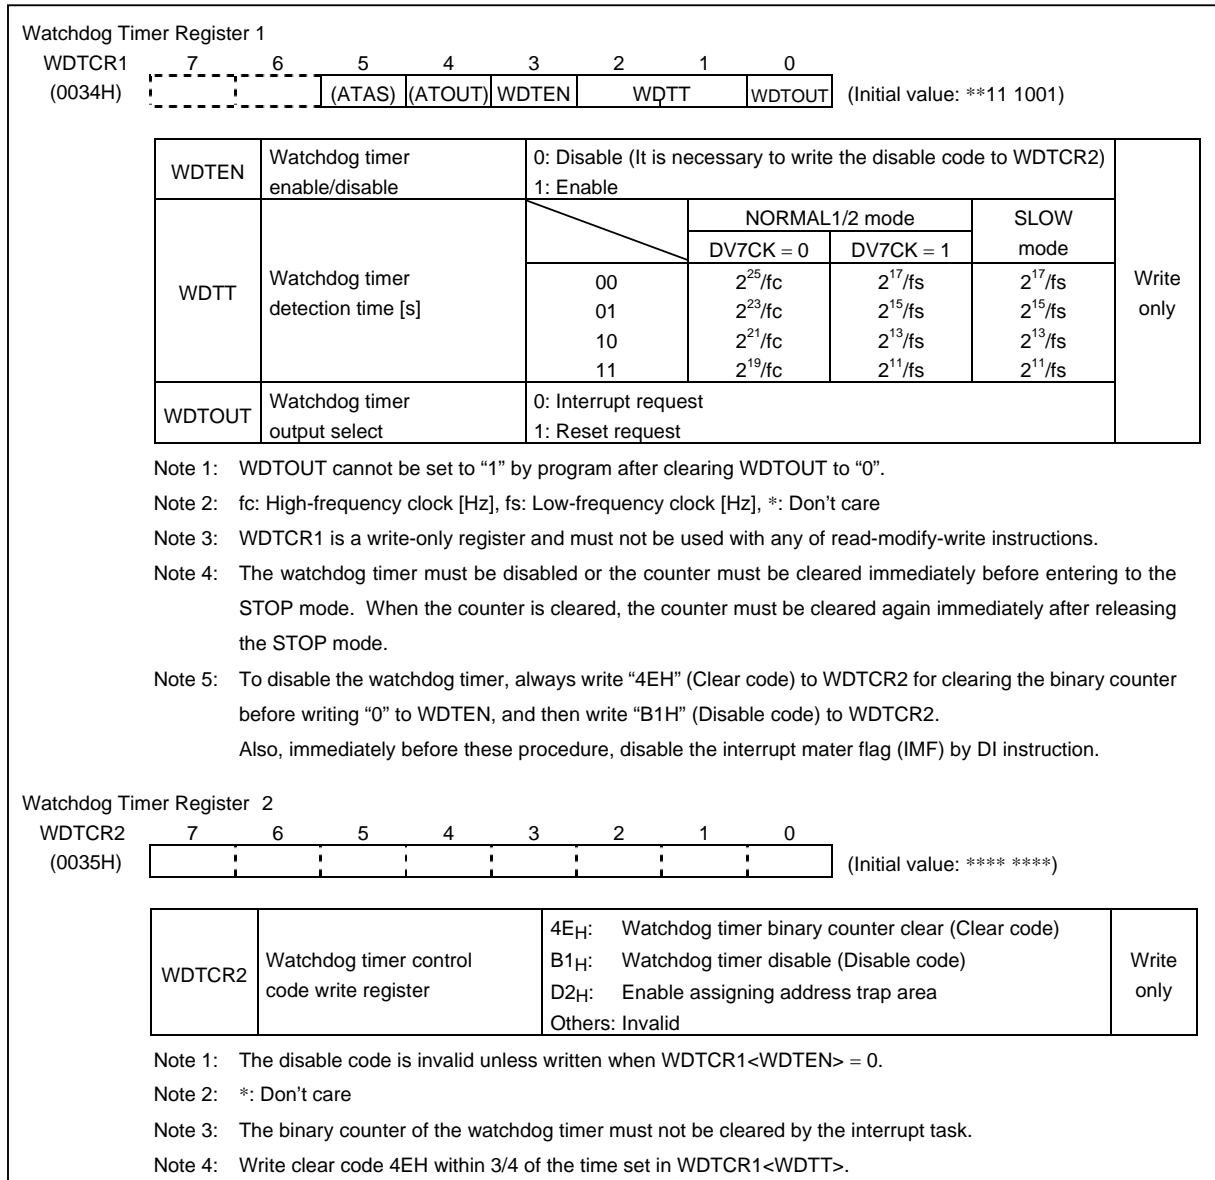 Watchdog Timer Register 1
WDTCR1 7 6 5 4 3 2 1 0
(0034H) (ATAS) (ATOUT) WDTEN WDTT WDTOUT (Initial value: **11 1001)
WDTEN Watchdog timer 0: Disable (It is necessary to write the disable code to WDTCR2)
enable/disable 1: Enable
NORMAL1/2 mode SLOW
DV7CK = 0 DV7CK = 1 mode
WDTT Watchdog timer 00 2^25/fc 2^17/fs 2^17/fs Write
detection time [s] 01 2^23/fc 2^15/fs 2^15/fs only
10 2^21/fc 2^13/fs 2^13/fs
11 2^19/fc 2^11/fs 2^11/fs
WDTOUT Watchdog timer 0: Interrupt request
output select 1: Reset request
Note 1: WDTOUT cannot be set to “1” by program after clearing WDTOUT to “0”.
Note 2: fc: High-frequency clock [Hz], fs: Low-frequency clock [Hz], *: Don’t care
Note 3: WDTCR1 is a write-only register and must not be used with any of read-modify-write instructions.
Note 4: The watchdog timer must be disabled or the counter must be cleared immediately before entering to the
STOP mode. When the counter is cleared, the counter must be cleared again immediately after releasing
the STOP mode.
Note 5: To disable the watchdog timer, always write “4EH” (Clear code) to WDTCR2 for clearing the binary counter
before writing “0” to WDTEN, and then write “B1H” (Disable code) to WDTCR2.
Also, immediately before these procedure, disable the interrupt mater flag (IMF) by DI instruction.
Watchdog Timer Register 2
WDTCR2 7 6 5 4 3 2 1 0
(0035H) (Initial value: **** ****)
4EH: Watchdog timer binary counter clear (Clear code)
WDTCR2 Watchdog timer control B1H: Watchdog timer disable (Disable code) Write
code write register D2H: Enable assigning address trap area only
Others: Invalid
Note 1: The disable code is invalid unless written when WDTCR1<WDTEN> = 0.
Note 2: *: Don’t care
Note 3: The binary counter of the watchdog timer must not be cleared by the interrupt task.
Note 4: Write clear code 4EH within 3/4 of the time set in WDTCR1<WDTT>.